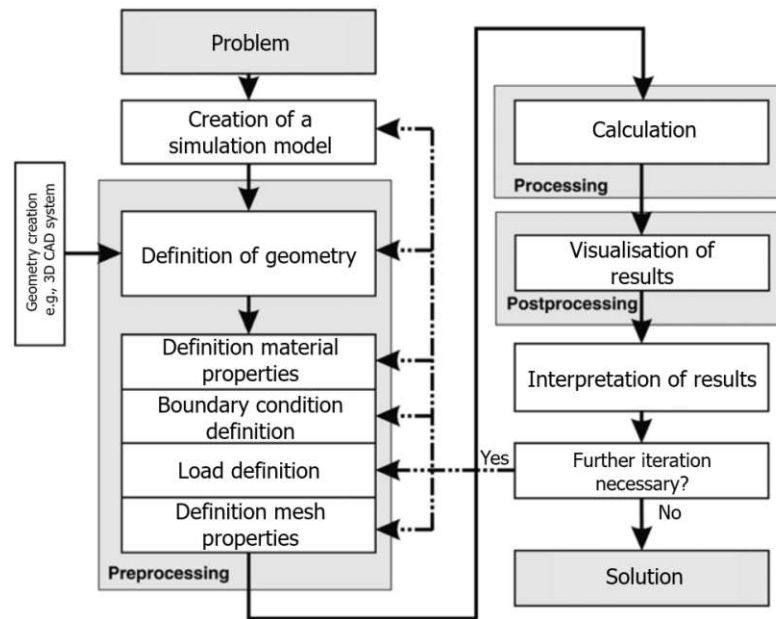 Problem
Creation of a
simulation model
Geometry creation
e.g., 3D CAD system
Definition of geometry
Definition material
properties
Boundary condition
definition
Load definition
Definition mesh
properties
Preprocessing
Calculation
Processing
Visualisation of
results
Postprocessing
Interpretation of results
Further iteration
necessary?
Yes
No
Solution